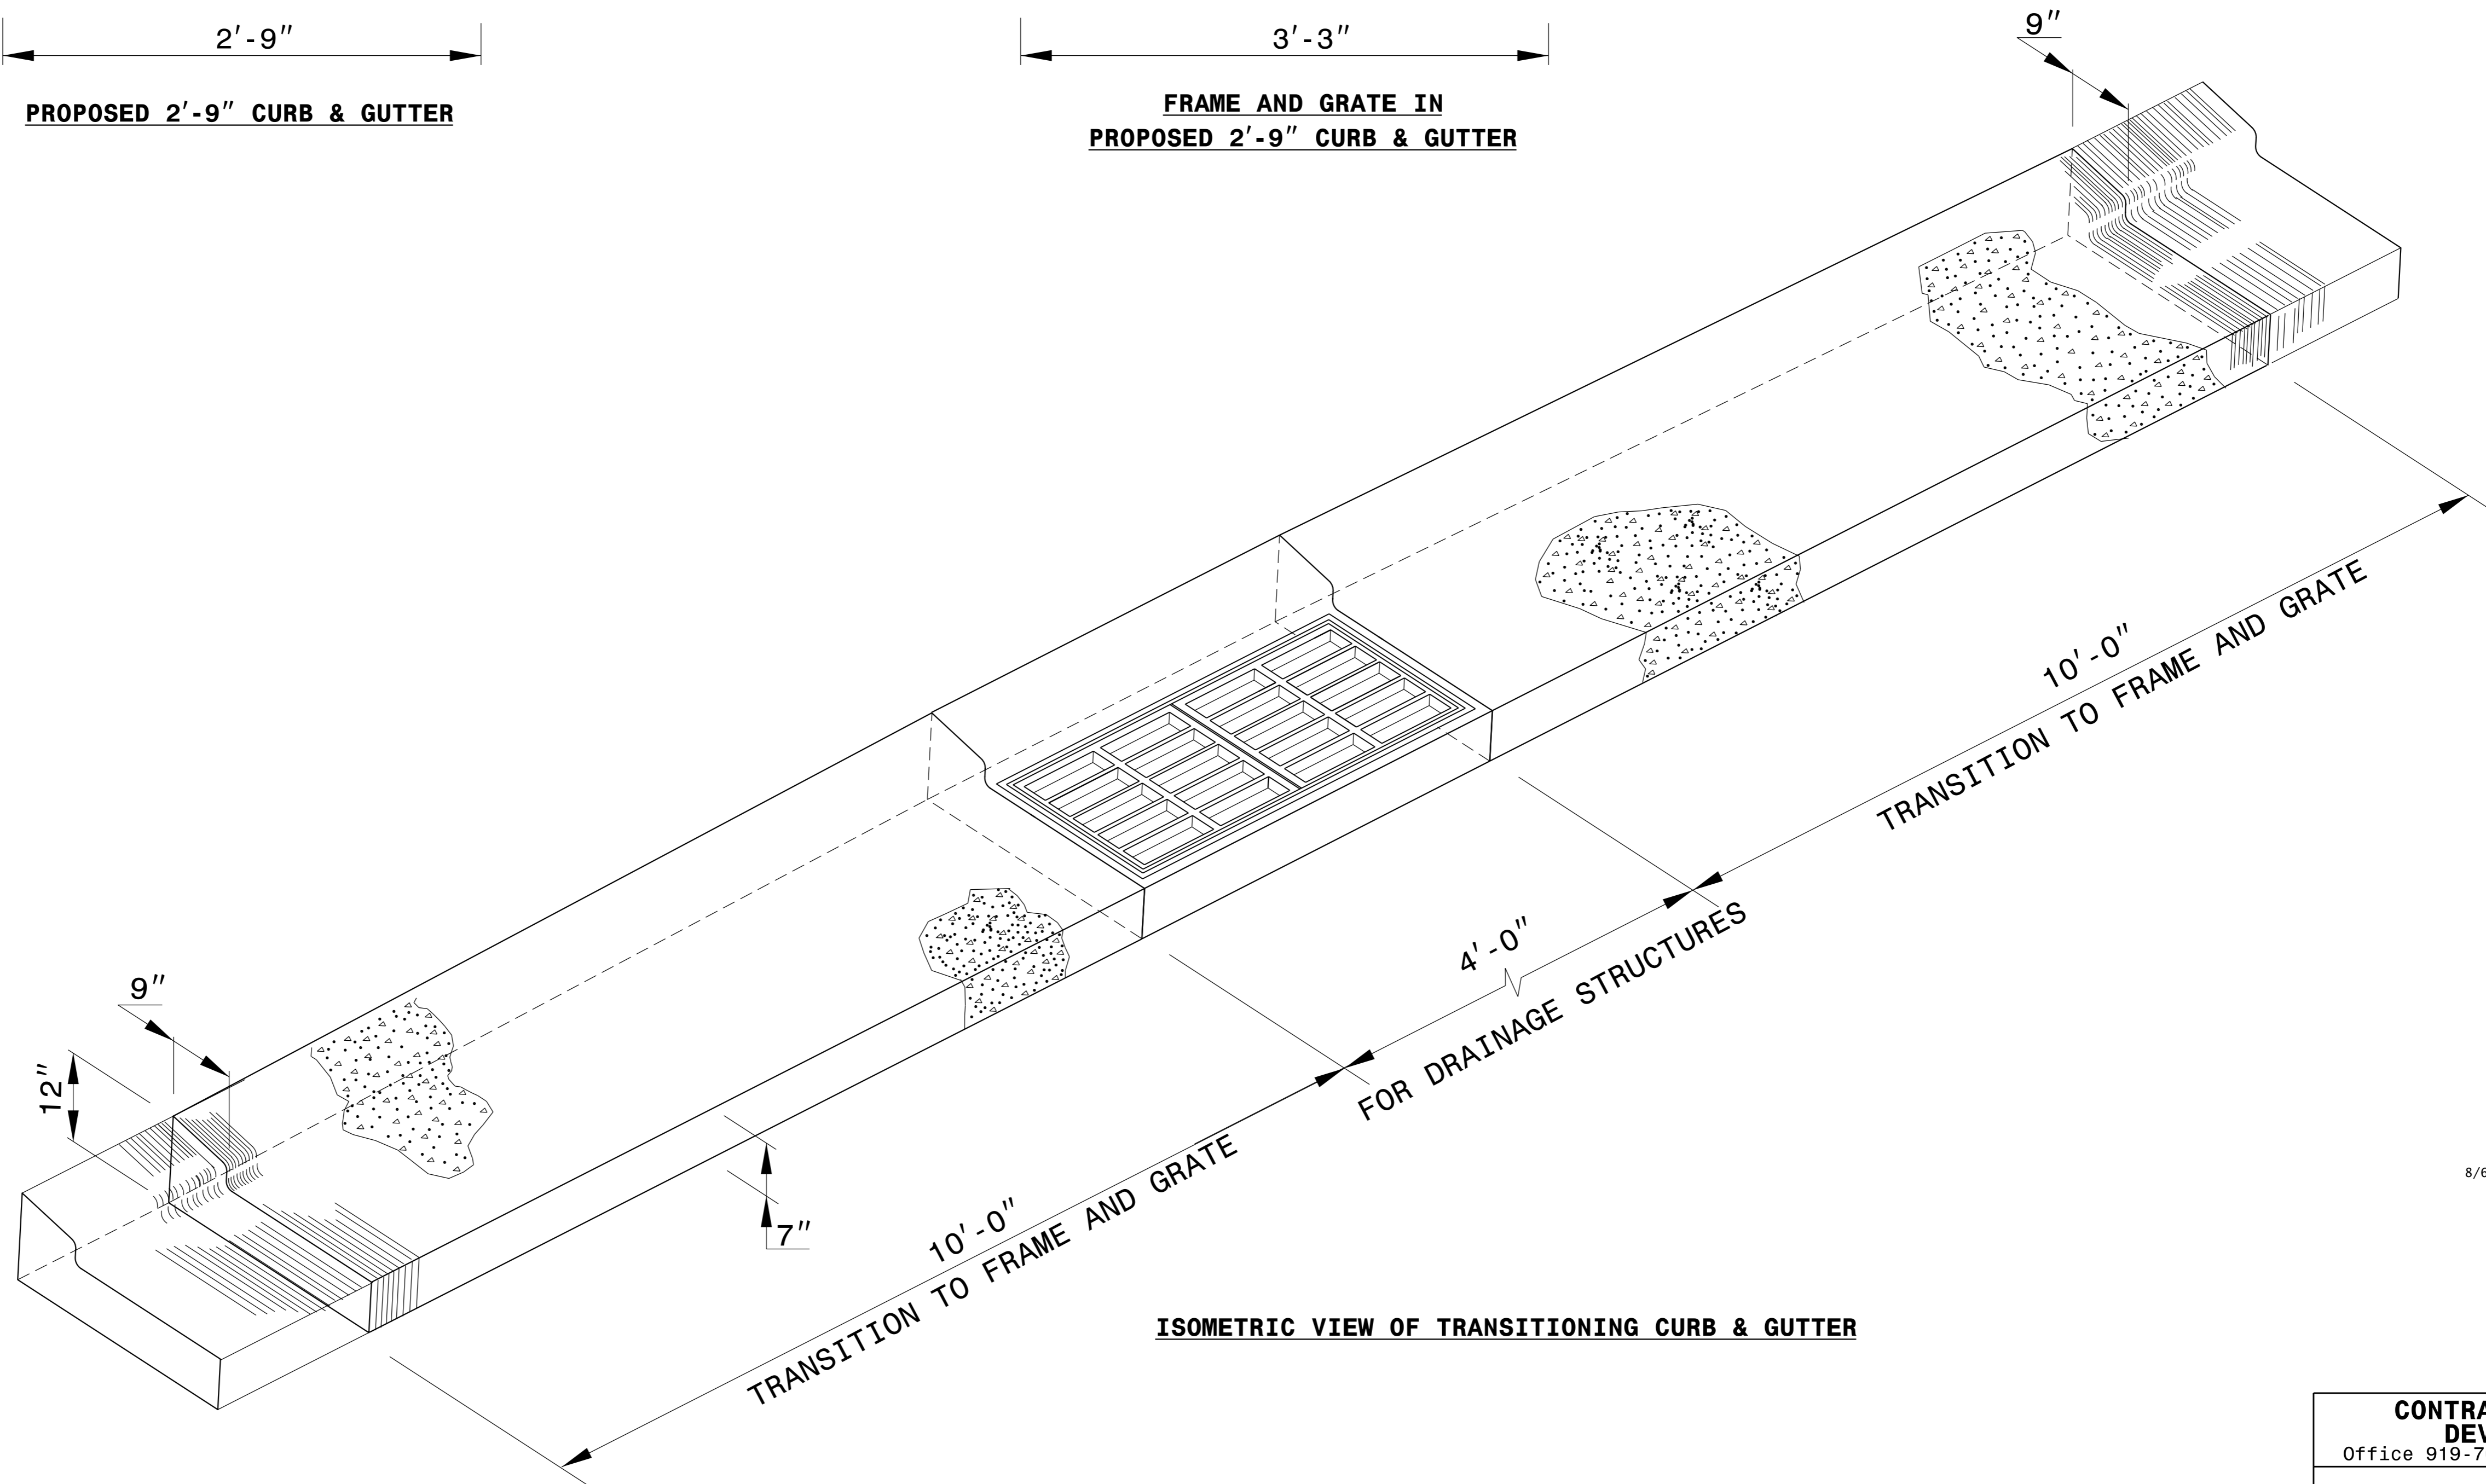 2'-9"
3'-3"
9"
PROPOSED 2'-9" CURB & GUTTER
FRAME AND GRATE IN
PROPOSED 2'-9" CURB & GUTTER
10'-0"
TRANSITION TO FRAME AND GRATE
4'-0"
FOR DRAINAGE STRUCTURES
9"
12"
7"
10'-0"
TRANSITION TO FRAME AND GRATE
8/6
ISOMETRIC VIEW OF TRANSITIONING CURB & GUTTER
CONTRA
DEV
Office 919-7